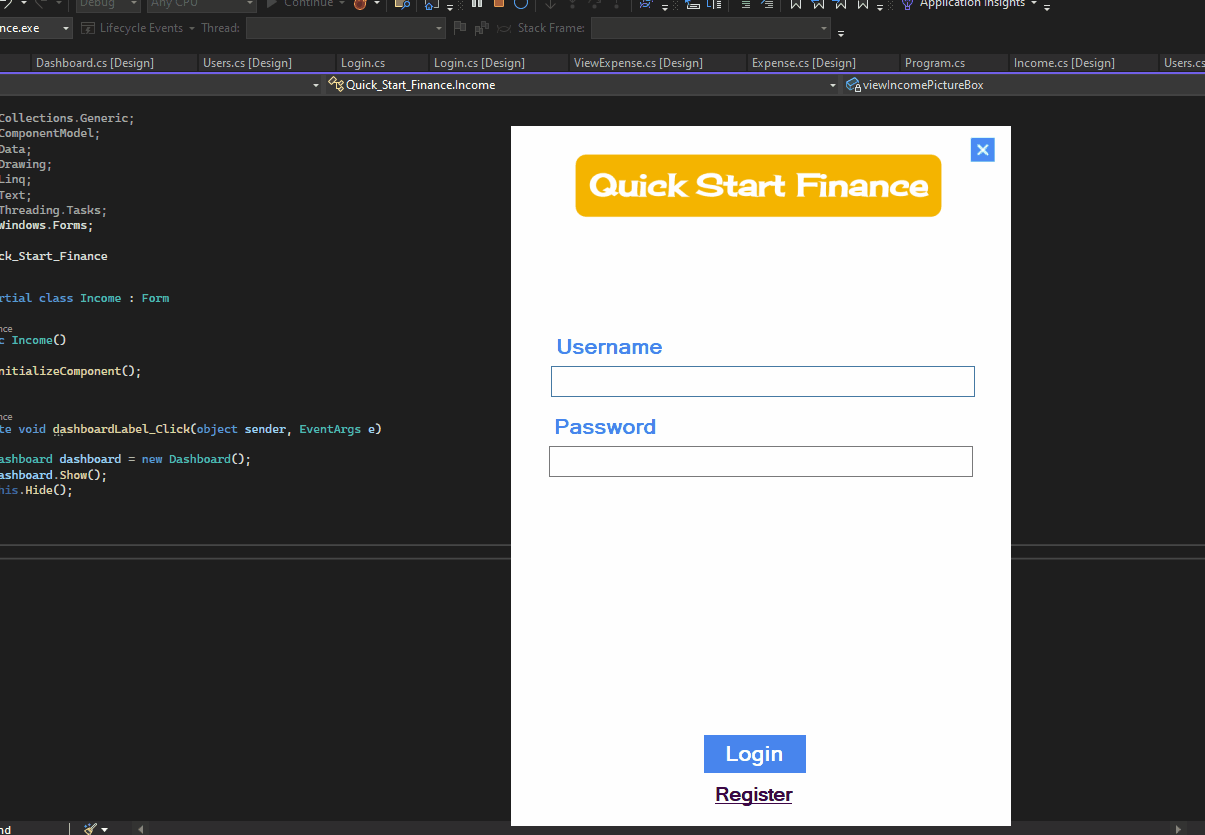 Debug Any CPU Continue Application Insights
nce.exe Lifecycle Events Thread: Stack Frame:
Dashboard.cs [Design] Users.cs [Design] Login.cs Login.cs [Design] ViewExpense.cs [Design] Expense.cs [Design] Program.cs Income.cs [Design] Users.cs
Quick_Start_Finance.Income viewIncomePictureBox
Collections.Generic;
ComponentModel;
Data;
Drawing;
Linq;
Text;
Threading.Tasks;
Windows.Forms;
ck_Start_Finance
rtial class Income : Form
nce
c Income()
nitializeComponent();
nce
te void dashboardLabel_Click(object sender, EventArgs e)
ashboard dashboard = new Dashboard();
ashboard.Show();
his.Hide();
Quick Start Finance
Username
Password
Login
Register
nd